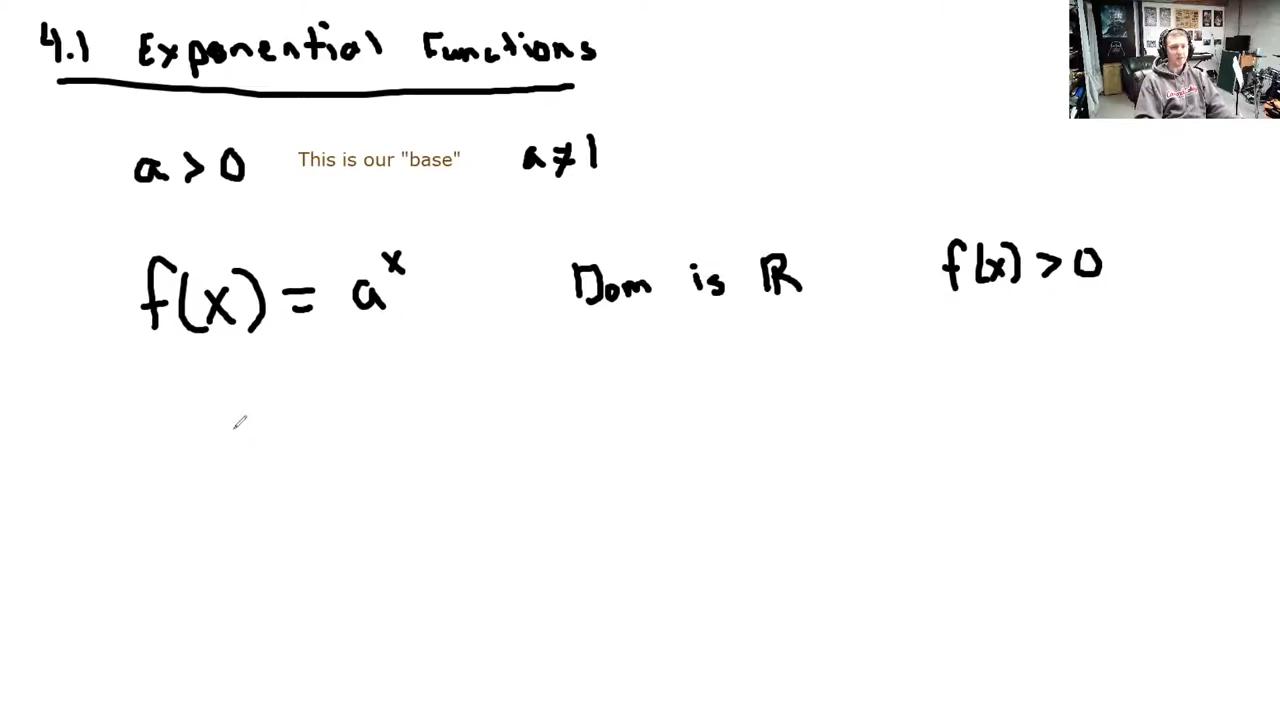 4.1 Exponential Functions
a > 0 This is our "base" a ≠ 1
f(x) = a^x Dom is ℝ f(x) > 0